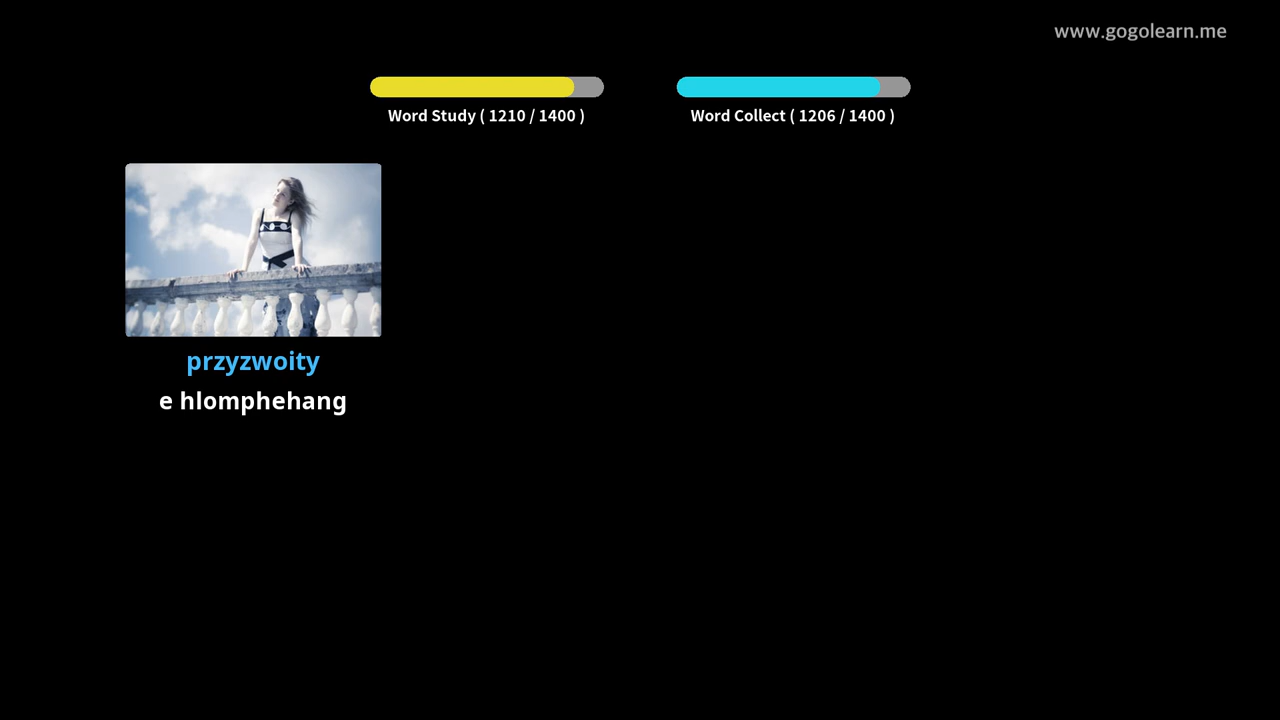 www.gogolearn.me
Word Study ( 1210 / 1400 )
Word Collect ( 1206 / 1400 )
przyzwoity
e hlomphehang